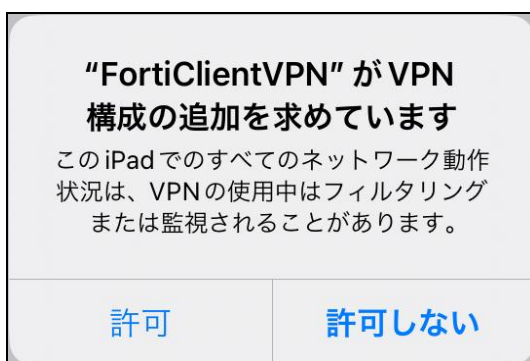 “FortiClientVPN” が VPN
構成の追加を求めています
この iPad でのすべてのネットワーク動作
状況は、VPN の使用中はフィルタリング
または監視されることがあります。
許可
許可しない